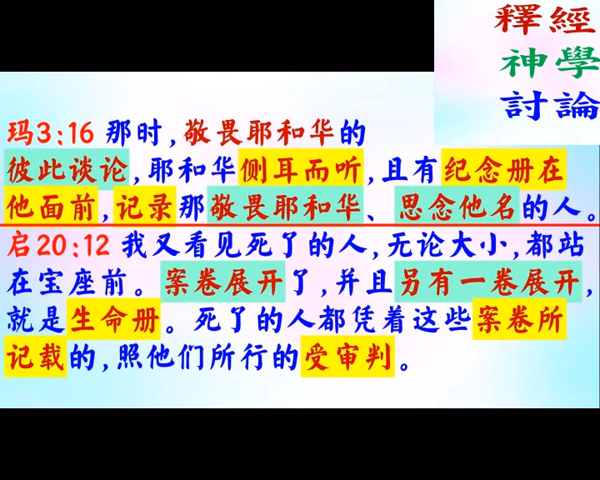 釋經
神學
討論
玛3:16 那时,敬畏耶和华的
彼此谈论,耶和华侧耳而听,且有纪念册在
他面前,记录那敬畏耶和华、思念他名的人。
启20:12 我又看见死了的人,无论大小,都站
在宝座前。案卷展开了,并且另有一卷展开,
就是生命册。死了的人都凭着这些案卷所
记载的,照他们所行的受审判。